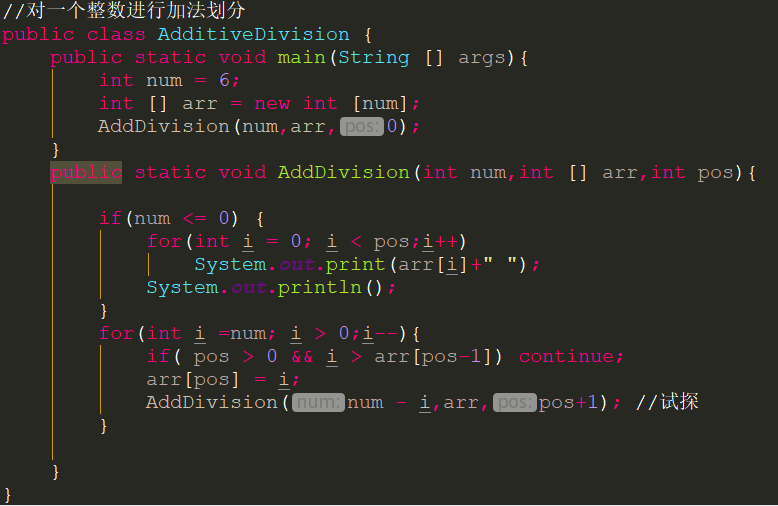 //对一个整数进行加法划分
public class AdditiveDivision {
    public static void main(String [] args){
        int num = 6;
        int [] arr = new int [num];
        AddDivision(num,arr, pos: 0);
    }
    public static void AddDivision(int num,int [] arr,int pos){
        if(num <= 0) {
            for(int i = 0; i < pos;i++)
                System.out.print(arr[i]+" ");
            System.out.println();
        }
        for(int i =num; i > 0;i--){
            if( pos > 0 && i > arr[pos-1]) continue;
            arr[pos] = i;
            AddDivision( num: num - i,arr, pos: pos+1); //试探
        }
    }
}